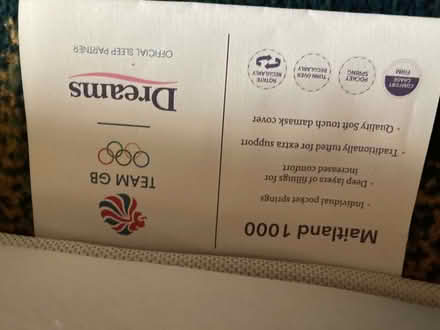 Maitland 1000
- Individual pocket springs
- Deep layers of fillings for
increased comfort
- Traditionally tufted for extra support
- Quality Soft touch damask cover
COMFORT
GRADE
FIRM
POCKET
SPRING
TURN OVER
REGULARLY
ROTATE
REGULARLY
TEAM GB
Dreams
OFFICIAL SLEEP PARTNER